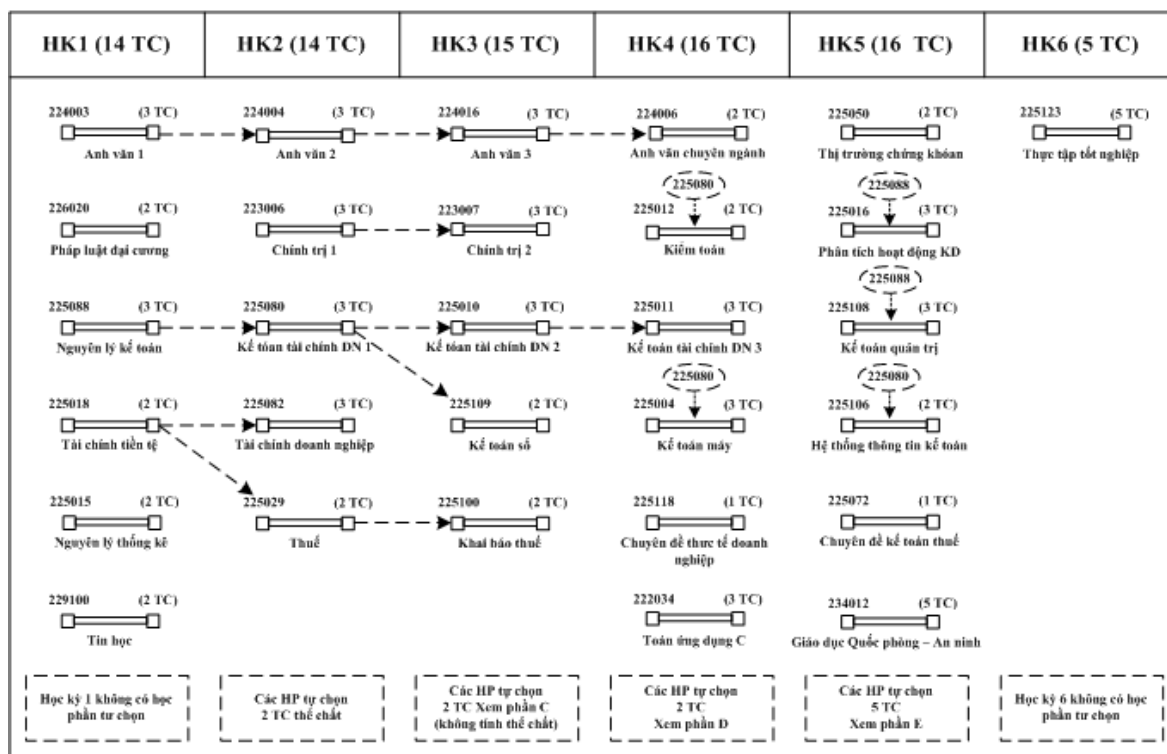 HK1 (14 TC) HK2 (14 TC) HK3 (15 TC) HK4 (16 TC) HK5 (16 TC) HK6 (5 TC)
224003 (3 TC) 224004 (3 TC) 224016 (3 TC) 224006 (2 TC) 225050 (2 TC) 225123 (5 TC)
Anh văn 1 Anh văn 2 Anh văn 3 Anh văn chuyên ngành Thị trường chứng khóan Thực tập tốt nghiệp
225080 225088
226020 (2 TC) 223006 (3 TC) 223007 (3 TC) 225012 (2 TC) 225016 (3 TC)
Pháp luật đại cương Chính trị 1 Chính trị 2 Kiểm toán Phân tích hoạt động KD
225088
225088 (3 TC) 225080 (3 TC) 225010 (3 TC) 225011 (3 TC) 225108 (3 TC)
Nguyên lý kế toán Kế tóan tài chính DN 1 Kế tóan tài chính DN 2 Kế toán tài chính DN 3 Kế toán quản trị
225080 225080
225018 (2 TC) 225082 (3 TC) 225109 (2 TC) 225004 (3 TC) 225106 (2 TC)
Tài chính tiền tệ Tài chính doanh nghiệp Kế toán số Kế toán máy Hệ thống thông tin kế toán
225015 (2 TC) 225029 (2 TC) 225100 (2 TC) 225118 (1 TC) 225072 (1 TC)
Nguyên lý thống kê Thuế Khai báo thuế Chuyên đề thực tế doanh Chuyên đề kế toán thuế
nghiệp
229100 (2 TC) 222034 (3 TC) 234012 (5 TC)
Tin học Toán ứng dụng C Giáo dục Quốc phòng – An ninh
Học kỳ 1 không có học
phần tư chọn
Các HP tự chọn
2 TC thể chất
Các HP tự chọn
2 TC Xem phần C
(không tính thể chất)
Các HP tự chọn
2 TC
Xem phần D
Các HP tự chọn
5 TC
Xem phần E
Học kỳ 6 không có học
phần tư chọn